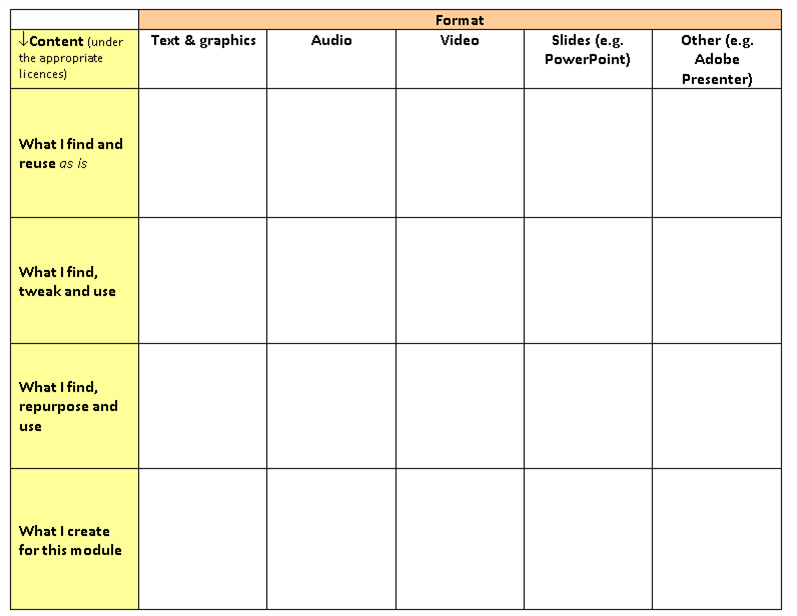 Format
↓Content (under
the appropriate
licences)
Text & graphics
Audio
Video
Slides (e.g.
PowerPoint)
Other (e.g.
Adobe
Presenter)
What I find and
reuse as is
What I find,
tweak and use
What I find,
repurpose and
use
What I create
for this module